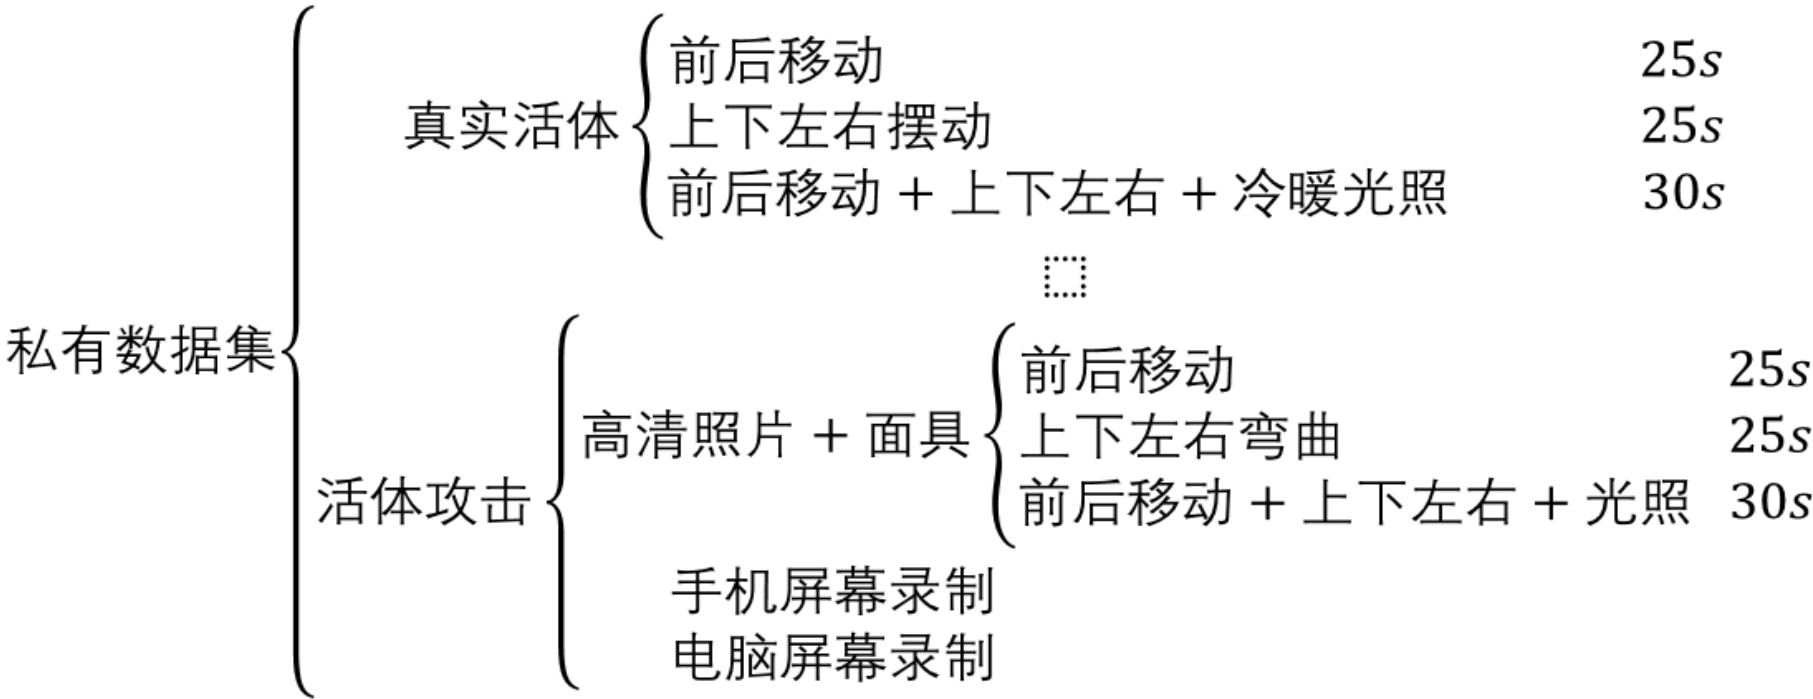 前后移动 25s
真实活体 上下左右摆动 25s
前后移动 + 上下左右 + 冷暖光照 30s
私有数据集
前后移动 25s
高清照片 + 面具 上下左右弯曲 25s
活体攻击 前后移动 + 上下左右 + 光照 30s
手机屏幕录制
电脑屏幕录制